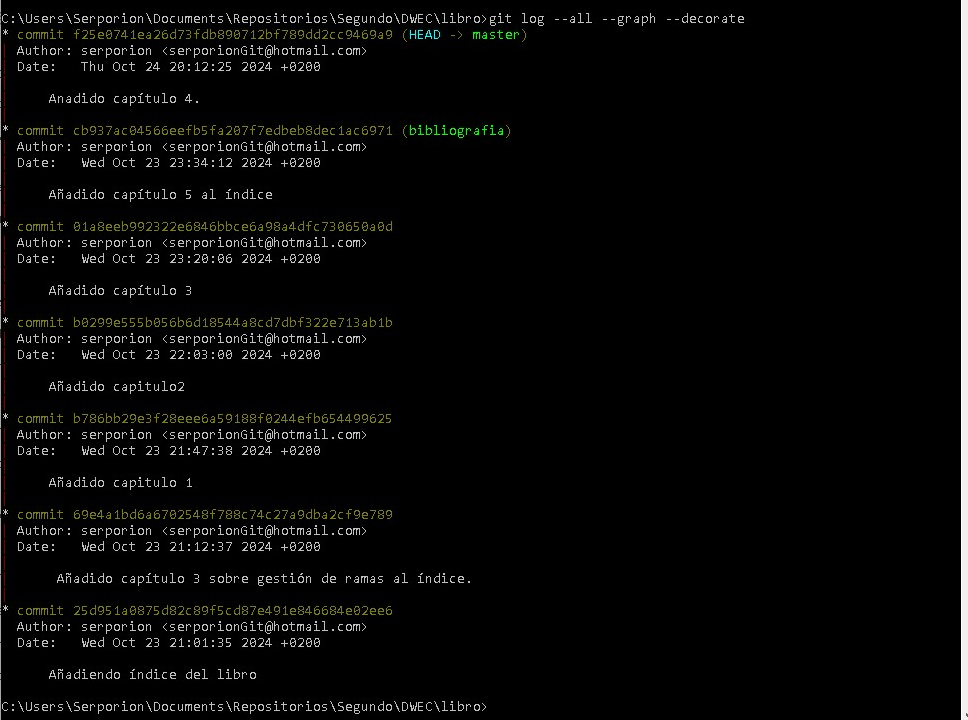 C:\Users\Serporion\Documents\Repositorios\Segundo\DWEC\libro>git log --all --graph --decorate
* commit f25e0741ea26d73fdb890712bf789dd2cc9469a9 (HEAD -> master)
Author: serporion <serporionGit@hotmail.com>
Date:   Thu Oct 24 20:12:25 2024 +0200
Anadido capítulo 4.
* commit cb937ac04566eefb5fa207f7edbeb8dec1ac6971 (bibliografia)
Author: serporion <serporionGit@hotmail.com>
Date:   Wed Oct 23 23:34:12 2024 +0200
Añadido capítulo 5 al índice
* commit 01a8eeb992322e6846bbce6a98a4dfc730650a0d
Author: serporion <serporionGit@hotmail.com>
Date:   Wed Oct 23 23:20:06 2024 +0200
Añadido capítulo 3
* commit b0299e555b056b6d18544a8cd7dbf322e713ab1b
Author: serporion <serporionGit@hotmail.com>
Date:   Wed Oct 23 22:03:00 2024 +0200
Añadido capitulo2
* commit b786bb29e3f28eee6a59188f0244efb654499625
Author: serporion <serporionGit@hotmail.com>
Date:   Wed Oct 23 21:47:38 2024 +0200
Añadido capitulo 1
* commit 69e4a1bd6a6702548f788c74c27a9dba2cf9e789
Author: serporion <serporionGit@hotmail.com>
Date:   Wed Oct 23 21:12:37 2024 +0200
Añadido capítulo 3 sobre gestión de ramas al índice.
* commit 25d951a0875d82c89f5cd87e491e846684e02ee6
Author: serporion <serporionGit@hotmail.com>
Date:   Wed Oct 23 21:01:35 2024 +0200
Añadiendo índice del libro
C:\Users\Serporion\Documents\Repositorios\Segundo\DWEC\libro>